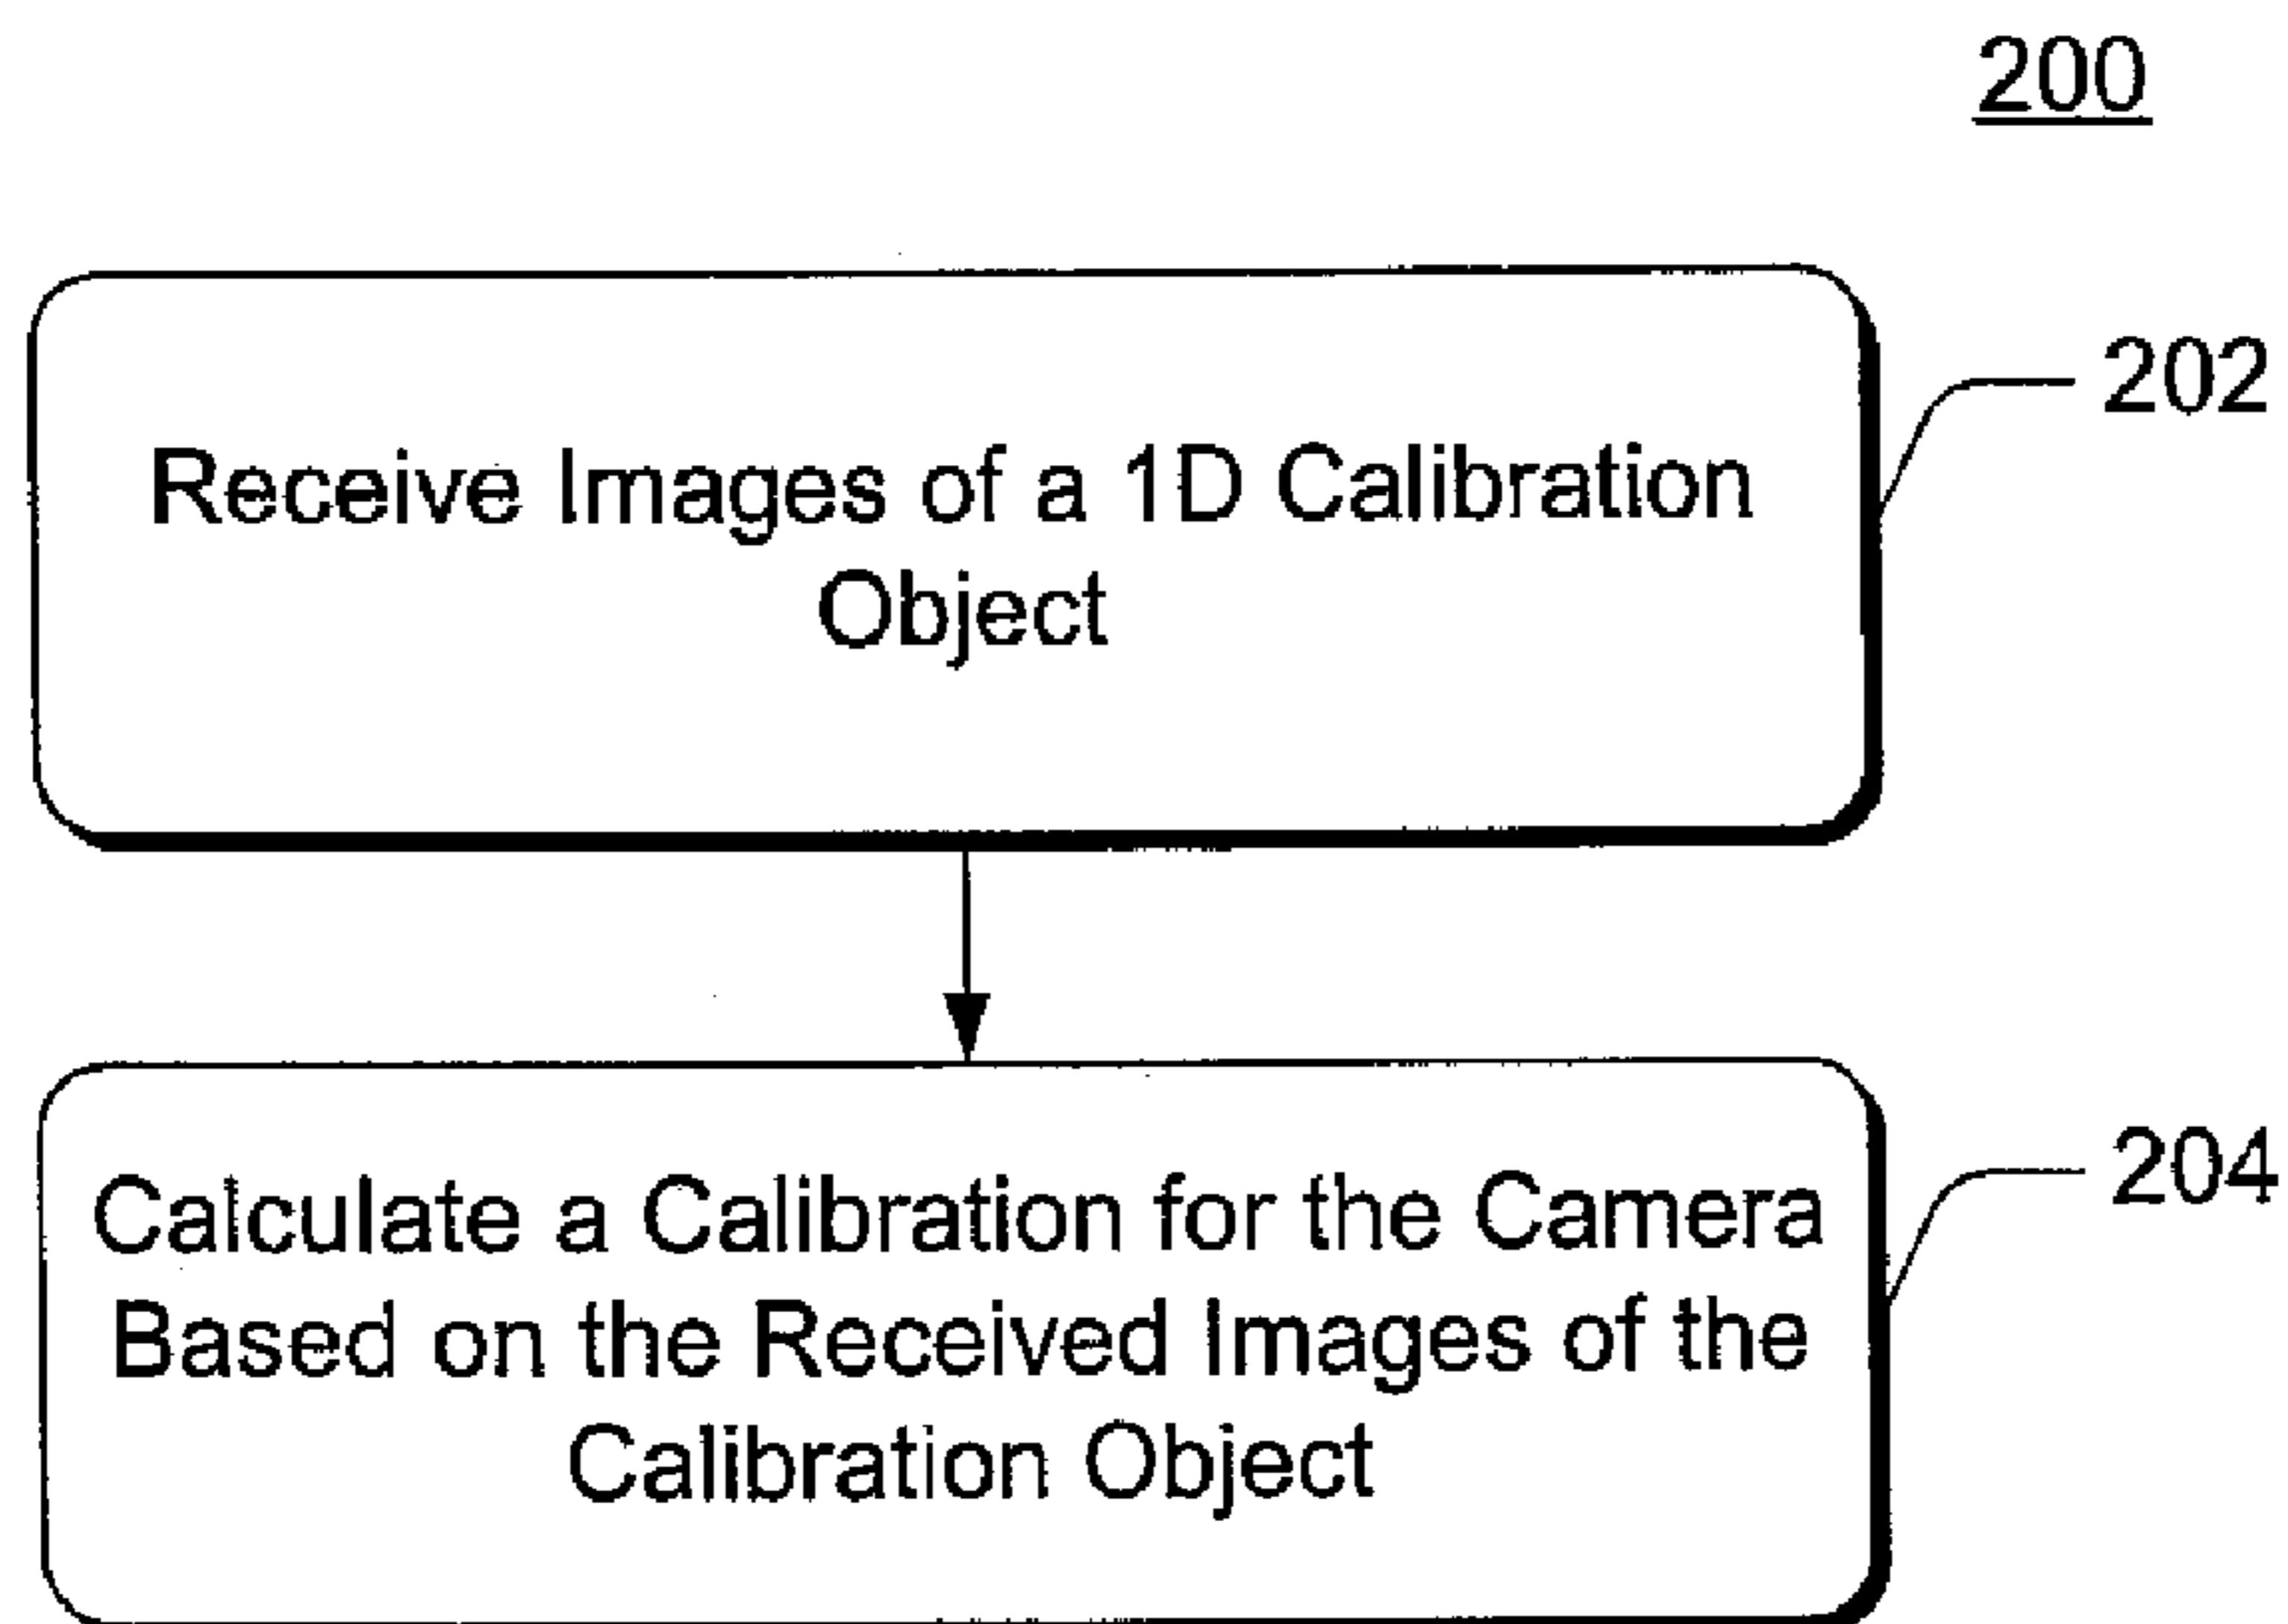 200
202
Receive Images of a 1D Calibration
Object
204
Calculate a Calibration for the Camera
Based on the Received Images of the
Calibration Object